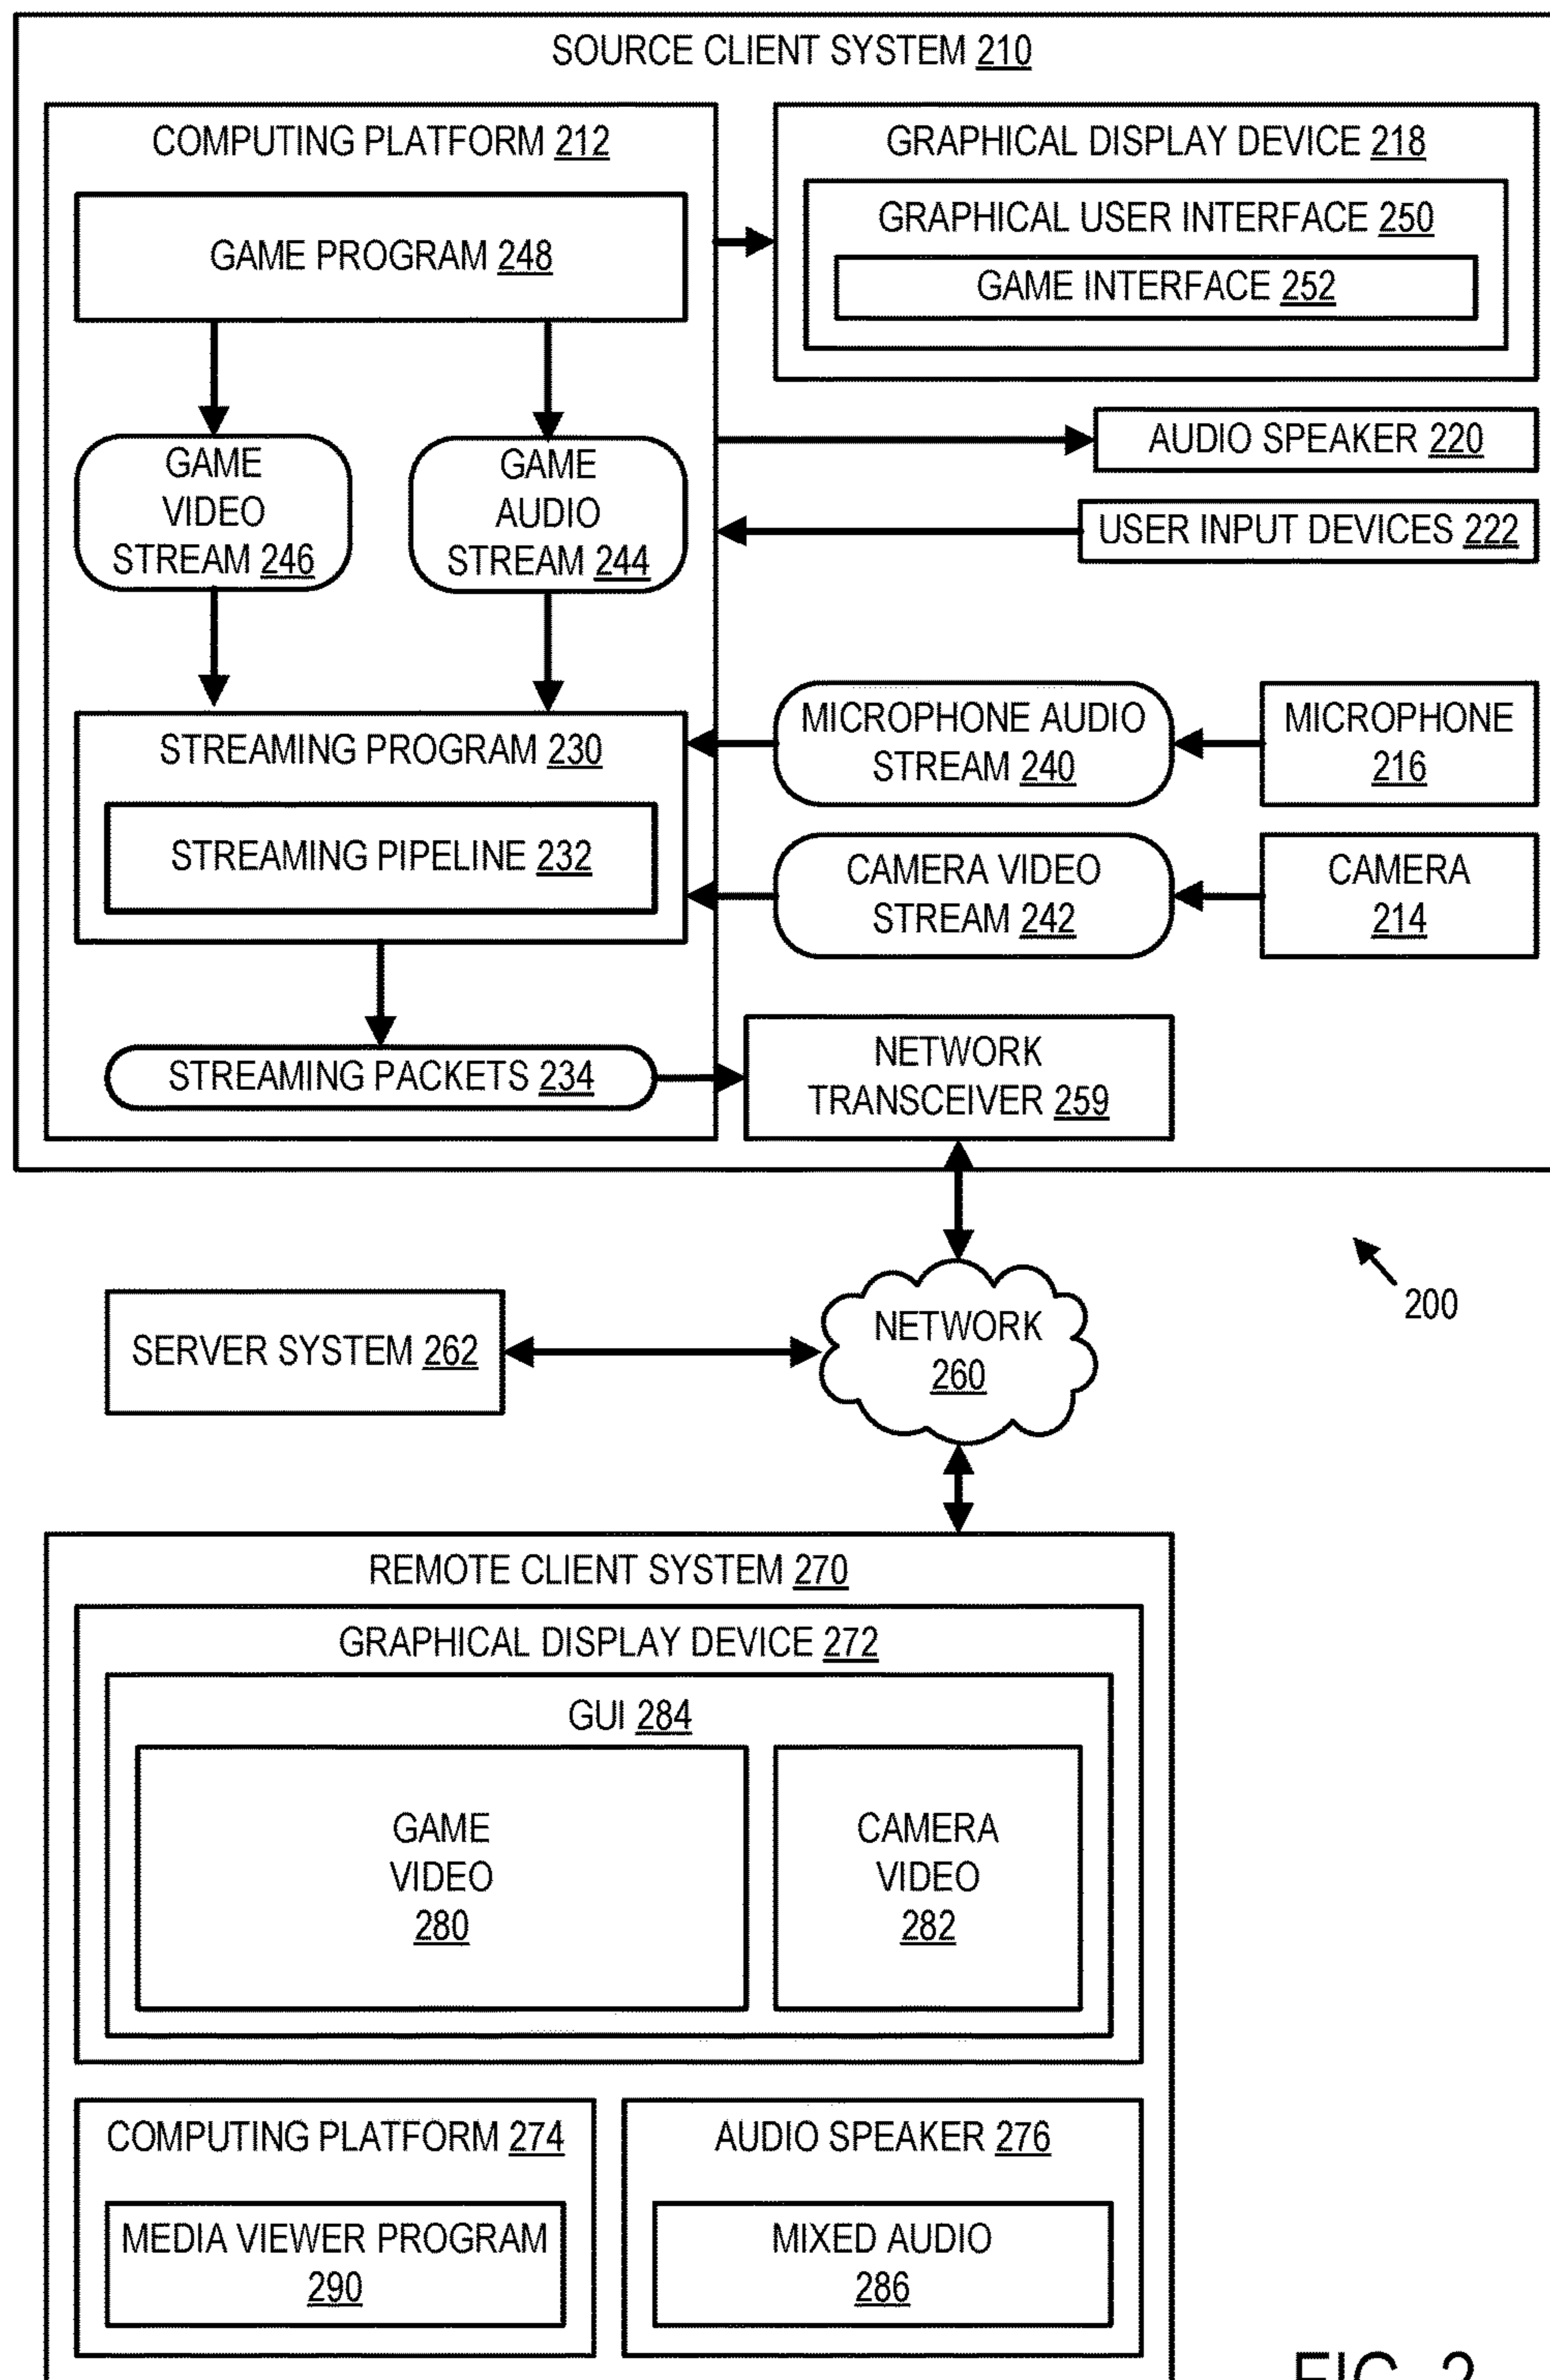 SOURCE CLIENT SYSTEM 210
COMPUTING PLATFORM 212
GAME PROGRAM 248
GAME
VIDEO
STREAM 246
GAME
AUDIO
STREAM 244
STREAMING PROGRAM 230
STREAMING PIPELINE 232
STREAMING PACKETS 234
GRAPHICAL DISPLAY DEVICE 218
GRAPHICAL USER INTERFACE 250
GAME INTERFACE 252
AUDIO SPEAKER 220
USER INPUT DEVICES 222
MICROPHONE AUDIO
STREAM 240
MICROPHONE
216
CAMERA VIDEO
STREAM 242
CAMERA
214
NETWORK
TRANSCEIVER 259
200
SERVER SYSTEM 262
NETWORK
260
REMOTE CLIENT SYSTEM 270
GRAPHICAL DISPLAY DEVICE 272
GUI 284
GAME
VIDEO
280
CAMERA
VIDEO
282
COMPUTING PLATFORM 274
MEDIA VIEWER PROGRAM
290
AUDIO SPEAKER 276
MIXED AUDIO
286
FIG. 2